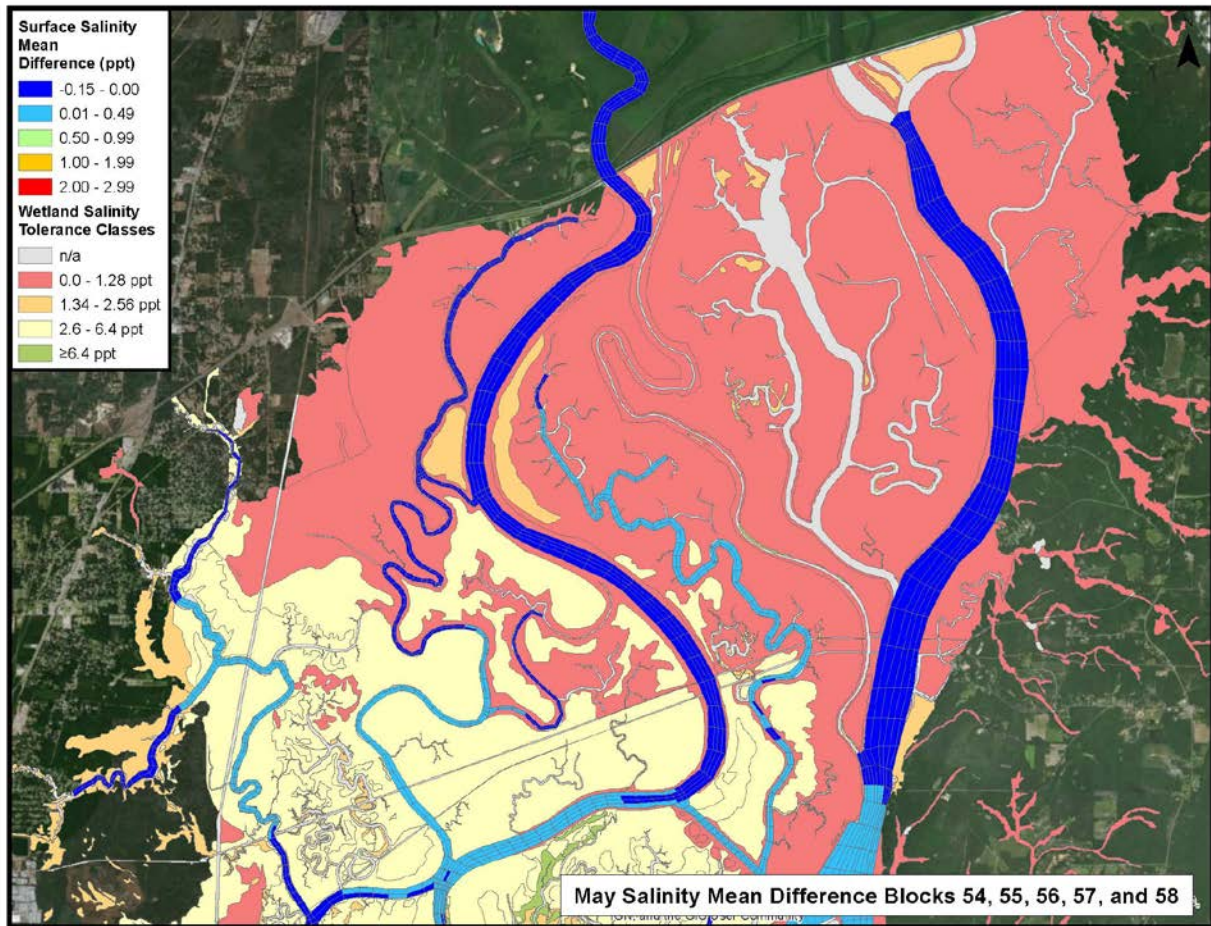 Surface Salinity
Mean
Difference (ppt)
-0.15 - 0.00
0.01 - 0.49
0.50 - 0.99
1.00 - 1.99
2.00 - 2.99
Wetland Salinity
Tolerance Classes
n/a
0.0 - 1.28 ppt
1.34 - 2.56 ppt
2.6 - 6.4 ppt
≥6.4 ppt
May Salinity Mean Difference Blocks 54, 55, 56, 57, and 58